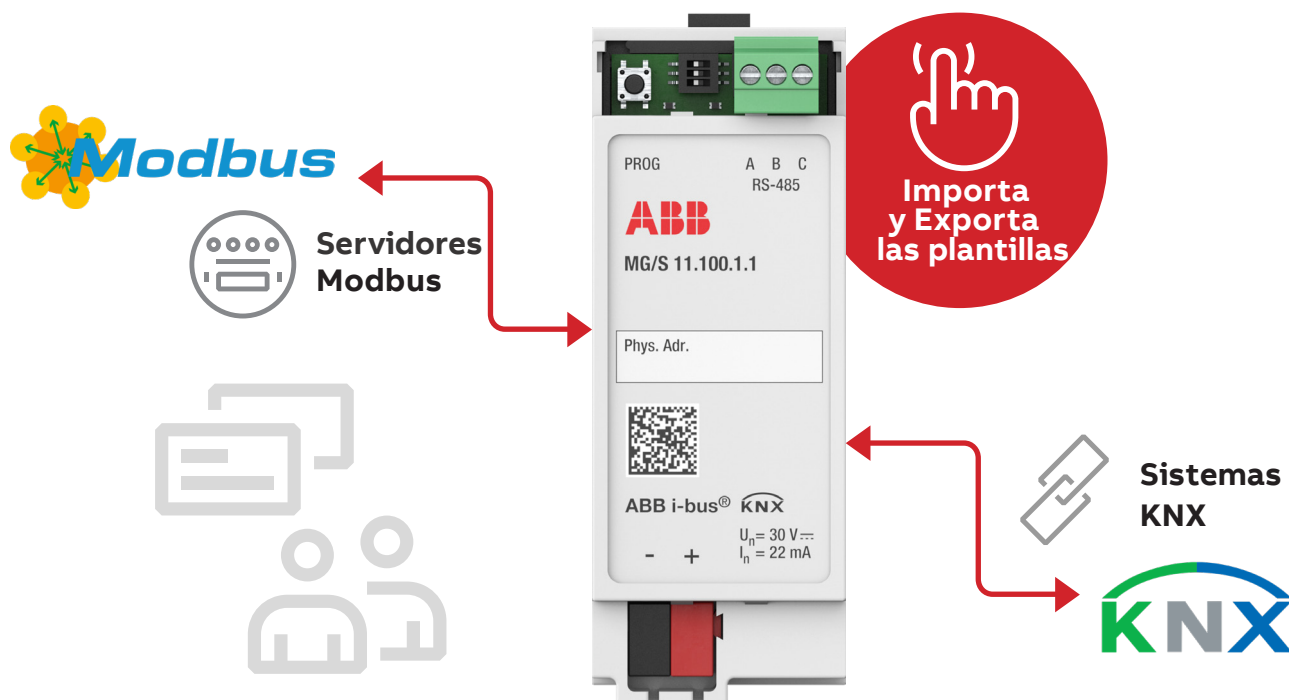 Modbus
Servidores
Modbus
PROG
A B C
RS-485
ABB
MG/S 11.100.1.1
Phys. Adr.
ABB i-bus® KNX
Un= 30 V⎓
In = 22 mA
- +
Importa
y Exporta
las plantillas
Sistemas
KNX
KNX